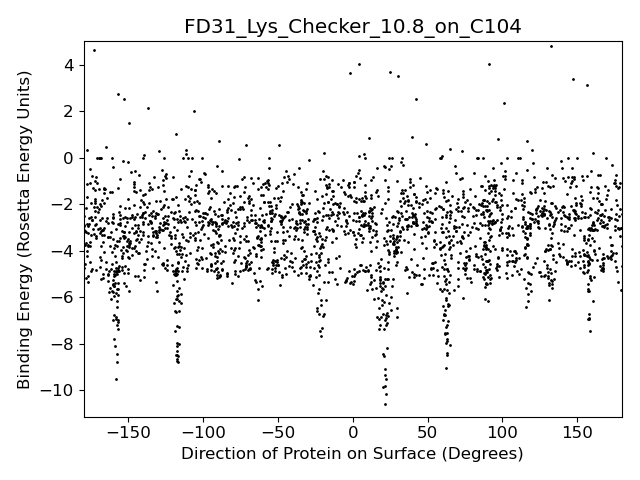 FD31_Lys_Checker_10.8_on_C104
Binding Energy (Rosetta Energy Units)
4
2
0
−2
−4
−6
−8
−10
−150 −100 −50 0 50 100 150
Direction of Protein on Surface (Degrees)